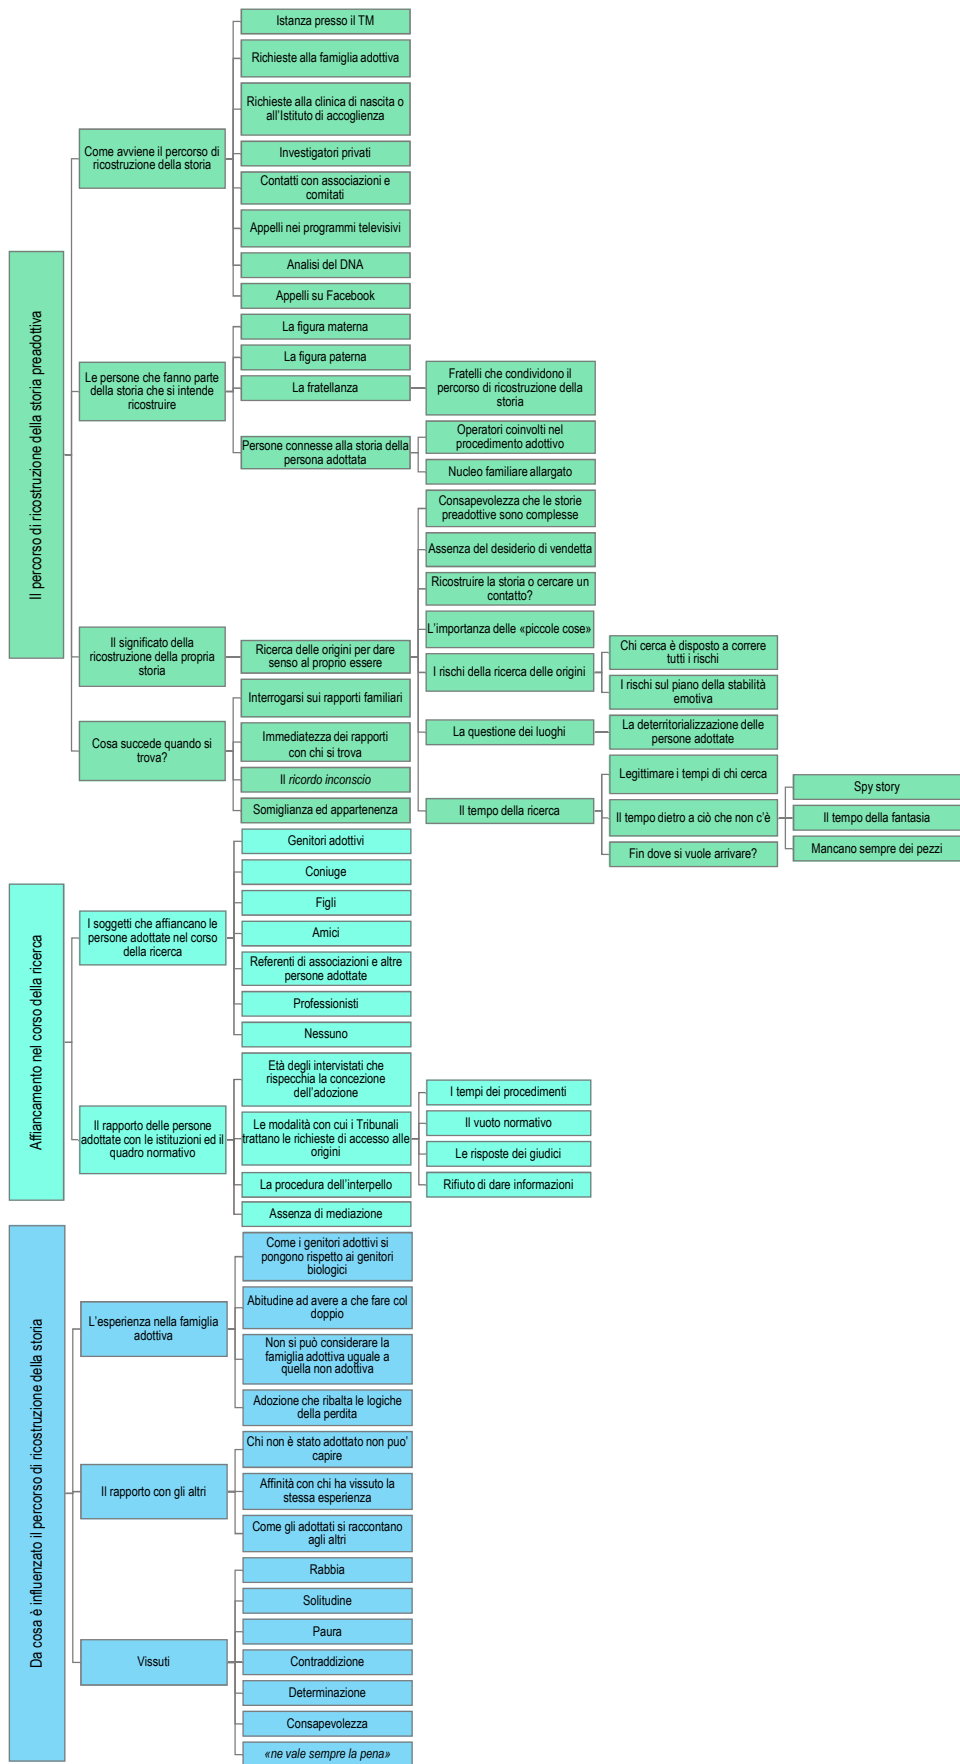 Il percorso di ricostruzione della storia preadottiva
Come avviene il percorso di
ricostruzione della storia
Istanza presso il TM
Richieste alla famiglia adottiva
Richieste alla clinica di nascita o
all'Istituto di accoglienza
Investigatori privati
Contatti con associazioni e
comitati
Appelli nei programmi televisivi
Analisi del DNA
Appelli su Facebook
Le persone che fanno parte
della storia che si intende
ricostruire
La figura materna
La figura paterna
La fratellanza
Fratelli che condividono il
percorso di ricostruzione della
storia
Persone connesse alla storia della
persona adottata
Operatori coinvolti nel
procedimento adottivo
Nucleo familiare allargato
Il significato della
ricostruzione della propria
storia
Ricerca delle origini per dare
senso al proprio essere
Consapevolezza che le storie
preadottive sono complesse
Assenza del desiderio di vendetta
Ricostruire la storia o cercare un
contatto?
L'importanza delle «piccole cose»
I rischi della ricerca delle origini
Chi cerca è disposto a correre
tutti i rischi
I rischi sul piano della stabilità
emotiva
La questione dei luoghi
La deterritorializzazione delle
persone adottate
Il tempo della ricerca
Legittimare i tempi di chi cerca
Il tempo dietro a ciò che non c'è
Spy story
Il tempo della fantasia
Mancano sempre dei pezzi
Fin dove si vuole arrivare?
Cosa succede quando si
trova?
Interrogarsi sui rapporti familiari
Immediatezza dei rapporti
con chi si trova
Il ricordo inconscio
Somiglianza ed appartenenza
Affiancamento nel corso della ricerca
I soggetti che affiancano le
persone adottate nel corso
della ricerca
Genitori adottivi
Coniuge
Figli
Amici
Referenti di associazioni e altre
persone adottate
Professionisti
Nessuno
Il rapporto delle persone
adottate con le istituzioni ed il
quadro normativo
Età degli intervistati che
rispecchia la concezione
dell'adozione
Le modalità con cui i Tribunali
trattano le richieste di accesso alle
origini
I tempi dei procedimenti
Il vuoto normativo
Le risposte dei giudici
Rifiuto di dare informazioni
La procedura dell'interpello
Assenza di mediazione
Da cosa è influenzato il percorso di ricostruzione della storia
L'esperienza nella famiglia
adottiva
Come i genitori adottivi si
pongono rispetto ai genitori
biologici
Abitudine ad avere a che fare col
doppio
Non si può considerare la
famiglia adottiva uguale a
quella non adottiva
Adozione che ribalta le logiche
della perdita
Il rapporto con gli altri
Chi non è stato adottato non puo'
capire
Affinità con chi ha vissuto la
stessa esperienza
Come gli adottati si raccontano
agli altri
Vissuti
Rabbia
Solitudine
Paura
Contraddizione
Determinazione
Consapevolezza
«ne vale sempre la pena»